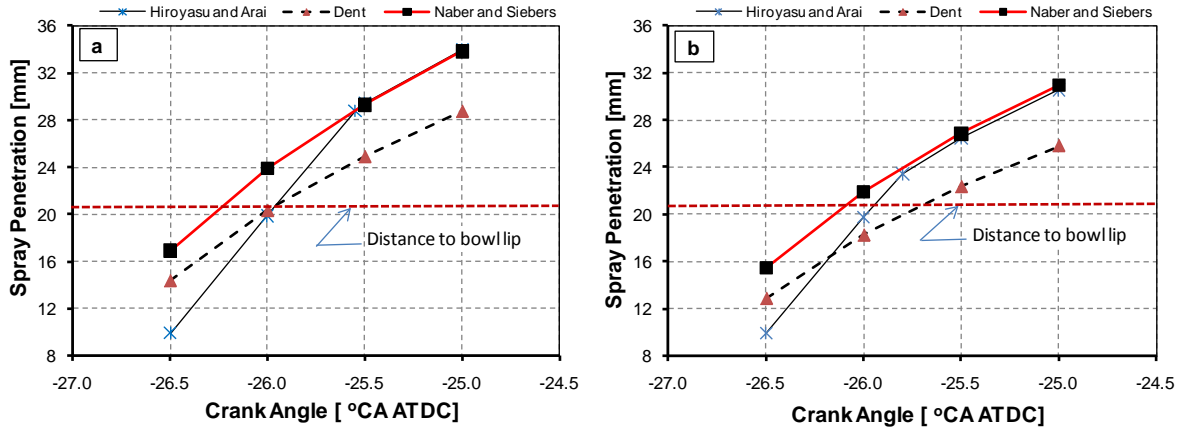 Hiroyasu and Arai Dent Naber and Siebers
a
36
32
28
24
20
16
12
8
Spray Penetration [mm]
Distance to bowl lip
-27.0 -26.5 -26.0 -25.5 -25.0 -24.5
Crank Angle [ °CA ATDC]
Hiroyasu and Arai Dent Naber and Siebers
b
36
32
28
24
20
16
12
8
Spray Penetration [mm]
Distance to bowl lip
-27.0 -26.5 -26.0 -25.5 -25.0 -24.5
Crank Angle [ °CA ATDC]